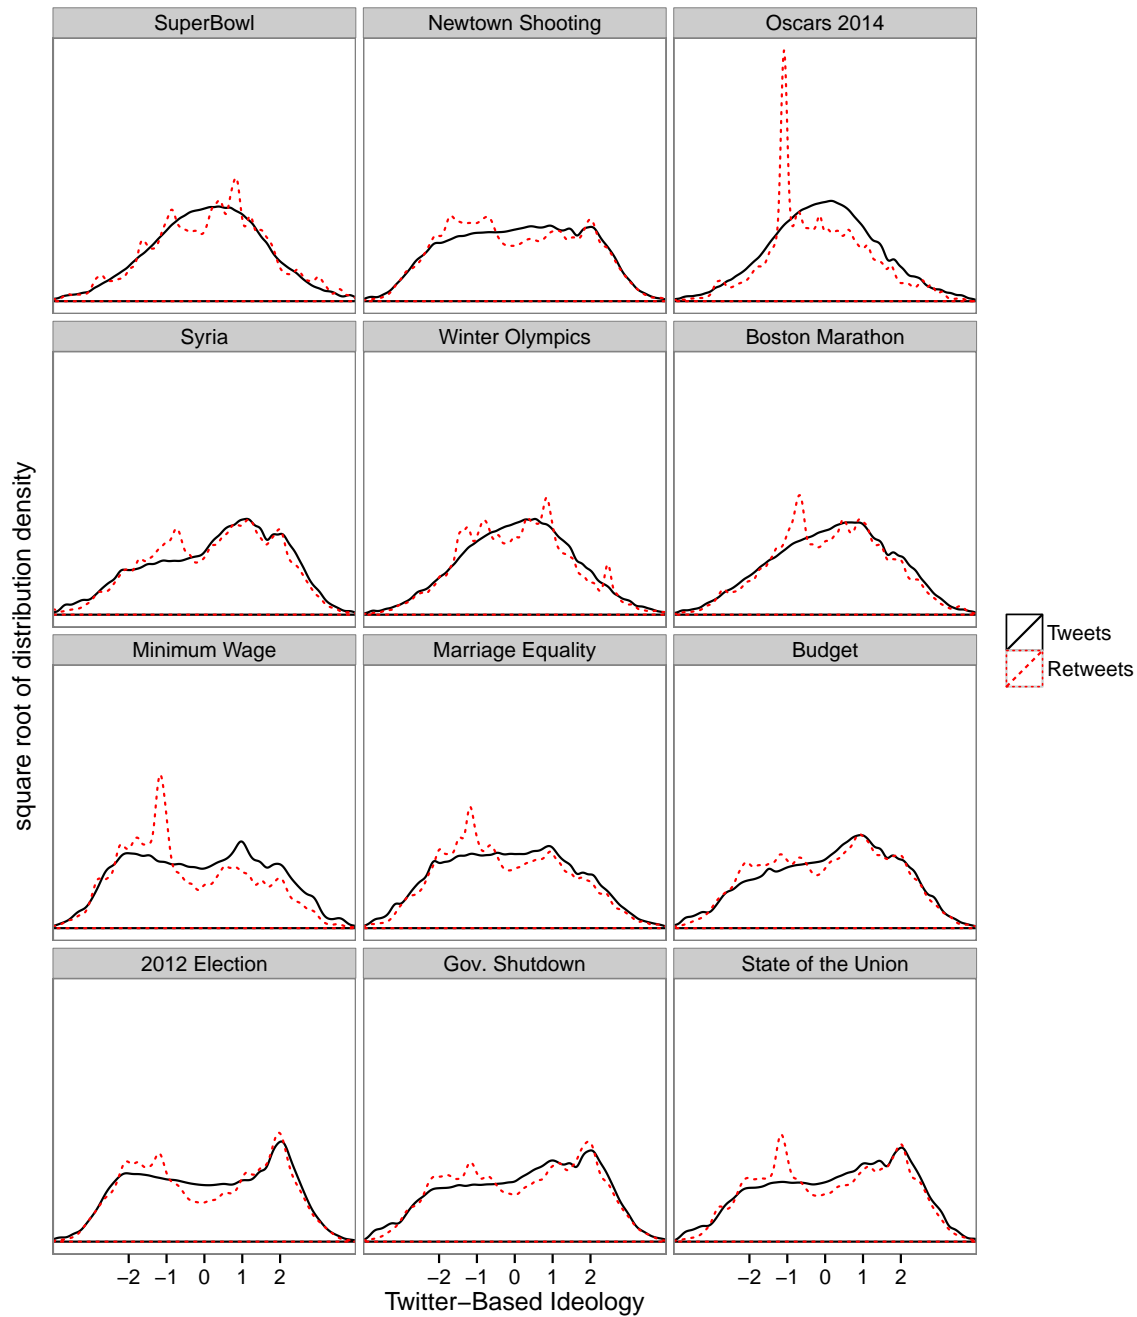 SuperBowl
Newtown Shooting
Oscars 2014
Syria
Winter Olympics
Boston Marathon
Minimum Wage
Marriage Equality
Budget
2012 Election
Gov. Shutdown
State of the Union
square root of distribution density
Tweets
Retweets
−2 −1 0 1 2
−2 −1 0 1 2
−2 −1 0 1 2
Twitter−Based Ideology